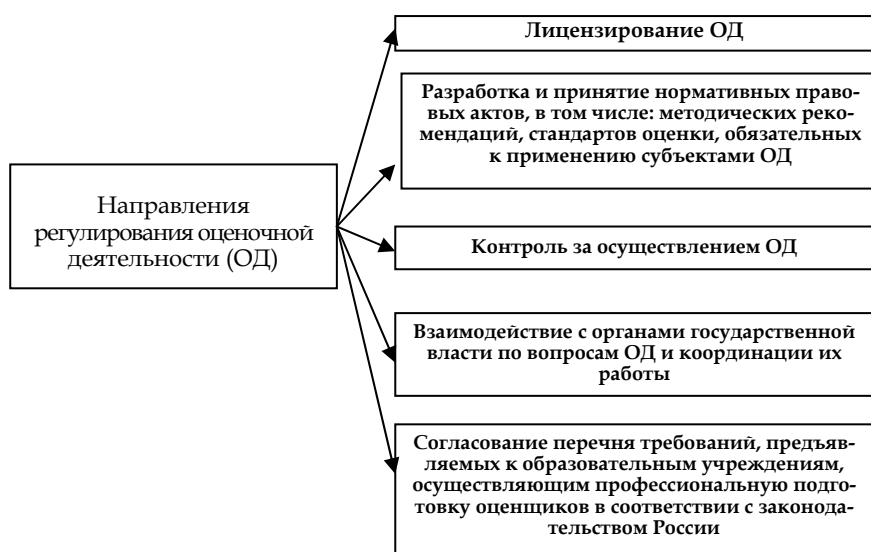 Лицензирование ОД
Разработка и принятие нормативных право-
вых актов, в том числе: методических реко-
мендаций, стандартов оценки, обязательных
к применению субъектами ОД
Направления
регулирования оценочной
деятельности (ОД)
Контроль за осуществлением ОД
Взаимодействие с органами государственной
власти по вопросам ОД и координации их
работы
Согласование перечня требований, предъяв-
ляемых к образовательным учреждениям,
осуществляющим профессиональную подго-
товку оценщиков в соответствии с законода-
тельством России